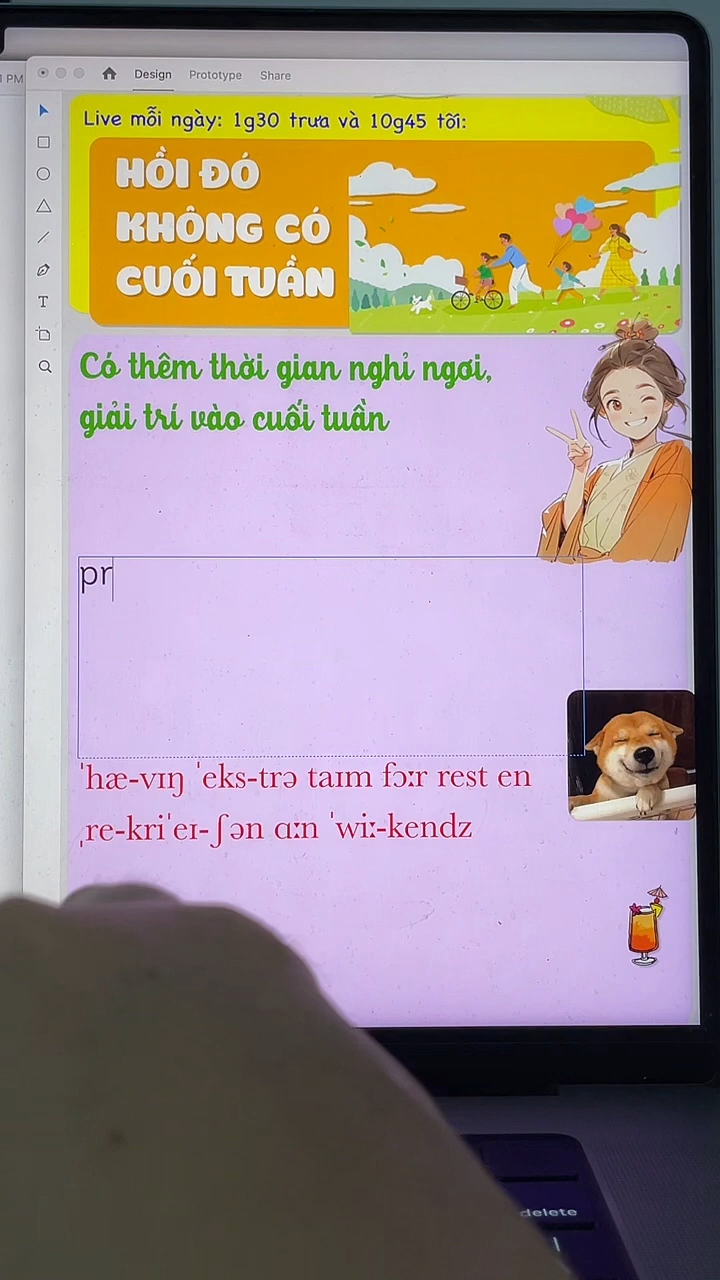 1 PM
Design Prototype Share
Live mỗi ngày: 1g30 trưa và 10g45 tối:
HỒI ĐÓ
KHÔNG CÓ
CUỐI TUẦN
Có thêm thời gian nghỉ ngơi,
giải trí vào cuối tuần
pr
ˈhæ-vɪŋ ˈeks-trə taɪm fɔːr rest en
ˌre-kriˈeɪ-ʃən ɑːn ˈwiː-kendz
delete